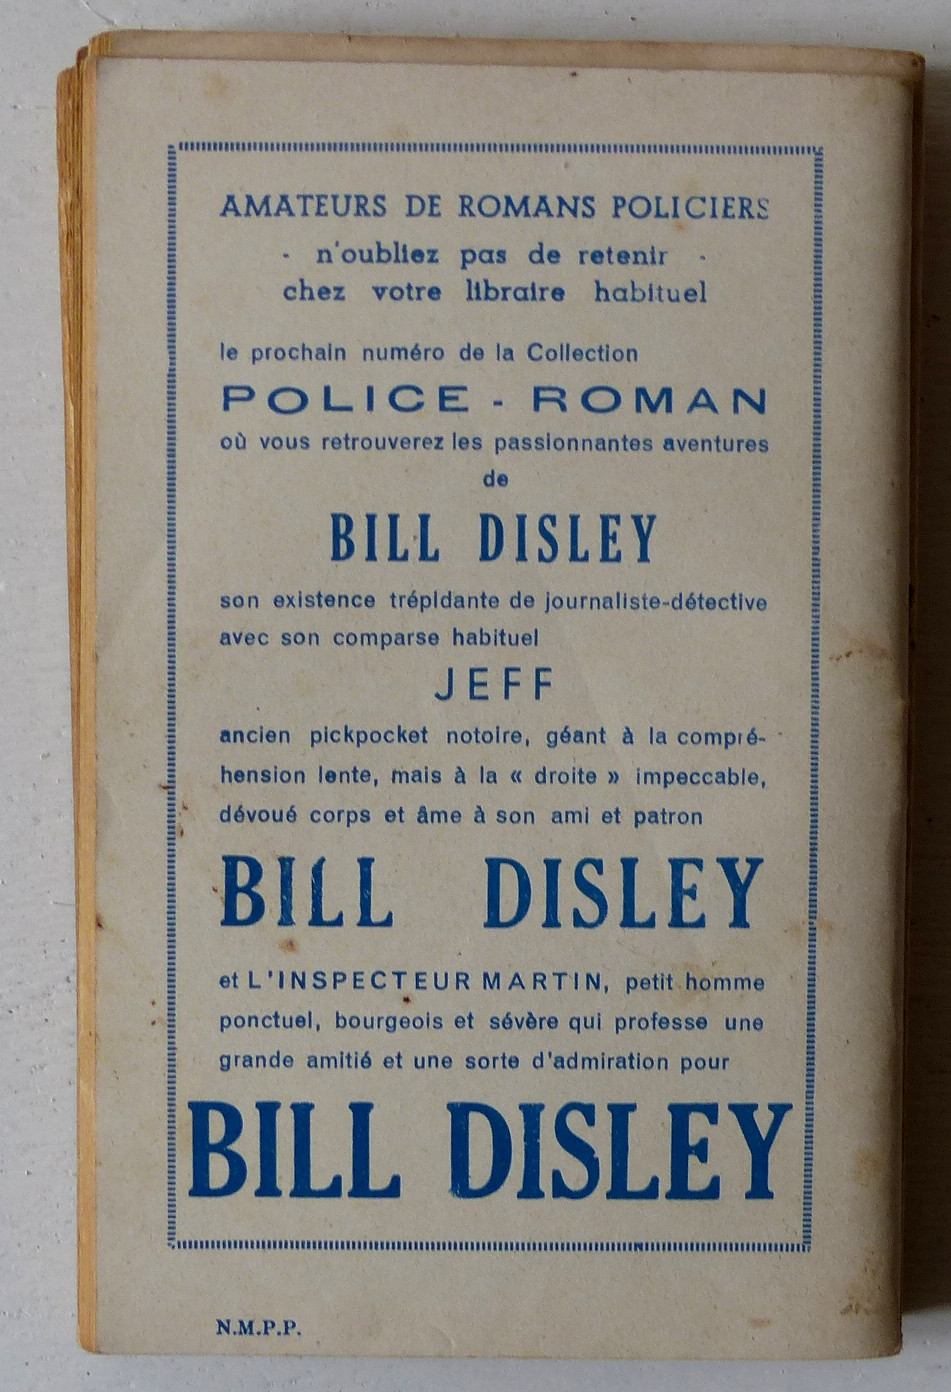 AMATEURS DE ROMANS POLICIERS
- n'oubliez pas de retenir -
chez votre libraire habituel
le prochain numéro de la Collection
POLICE - ROMAN
où vous retrouverez les passionnantes aventures
de
BILL DISLEY
son existence trépidante de journaliste-détective
avec son comparse habituel
JEFF
ancien pickpocket notoire, géant à la compré-
hension lente, mais à la « droite » impeccable,
dévoué corps et âme à son ami et patron
BILL DISLEY
et L'INSPECTEUR MARTIN, petit homme
ponctuel, bourgeois et sévère qui professe une
grande amitié et une sorte d'admiration pour
BILL DISLEY
N.M.P.P.